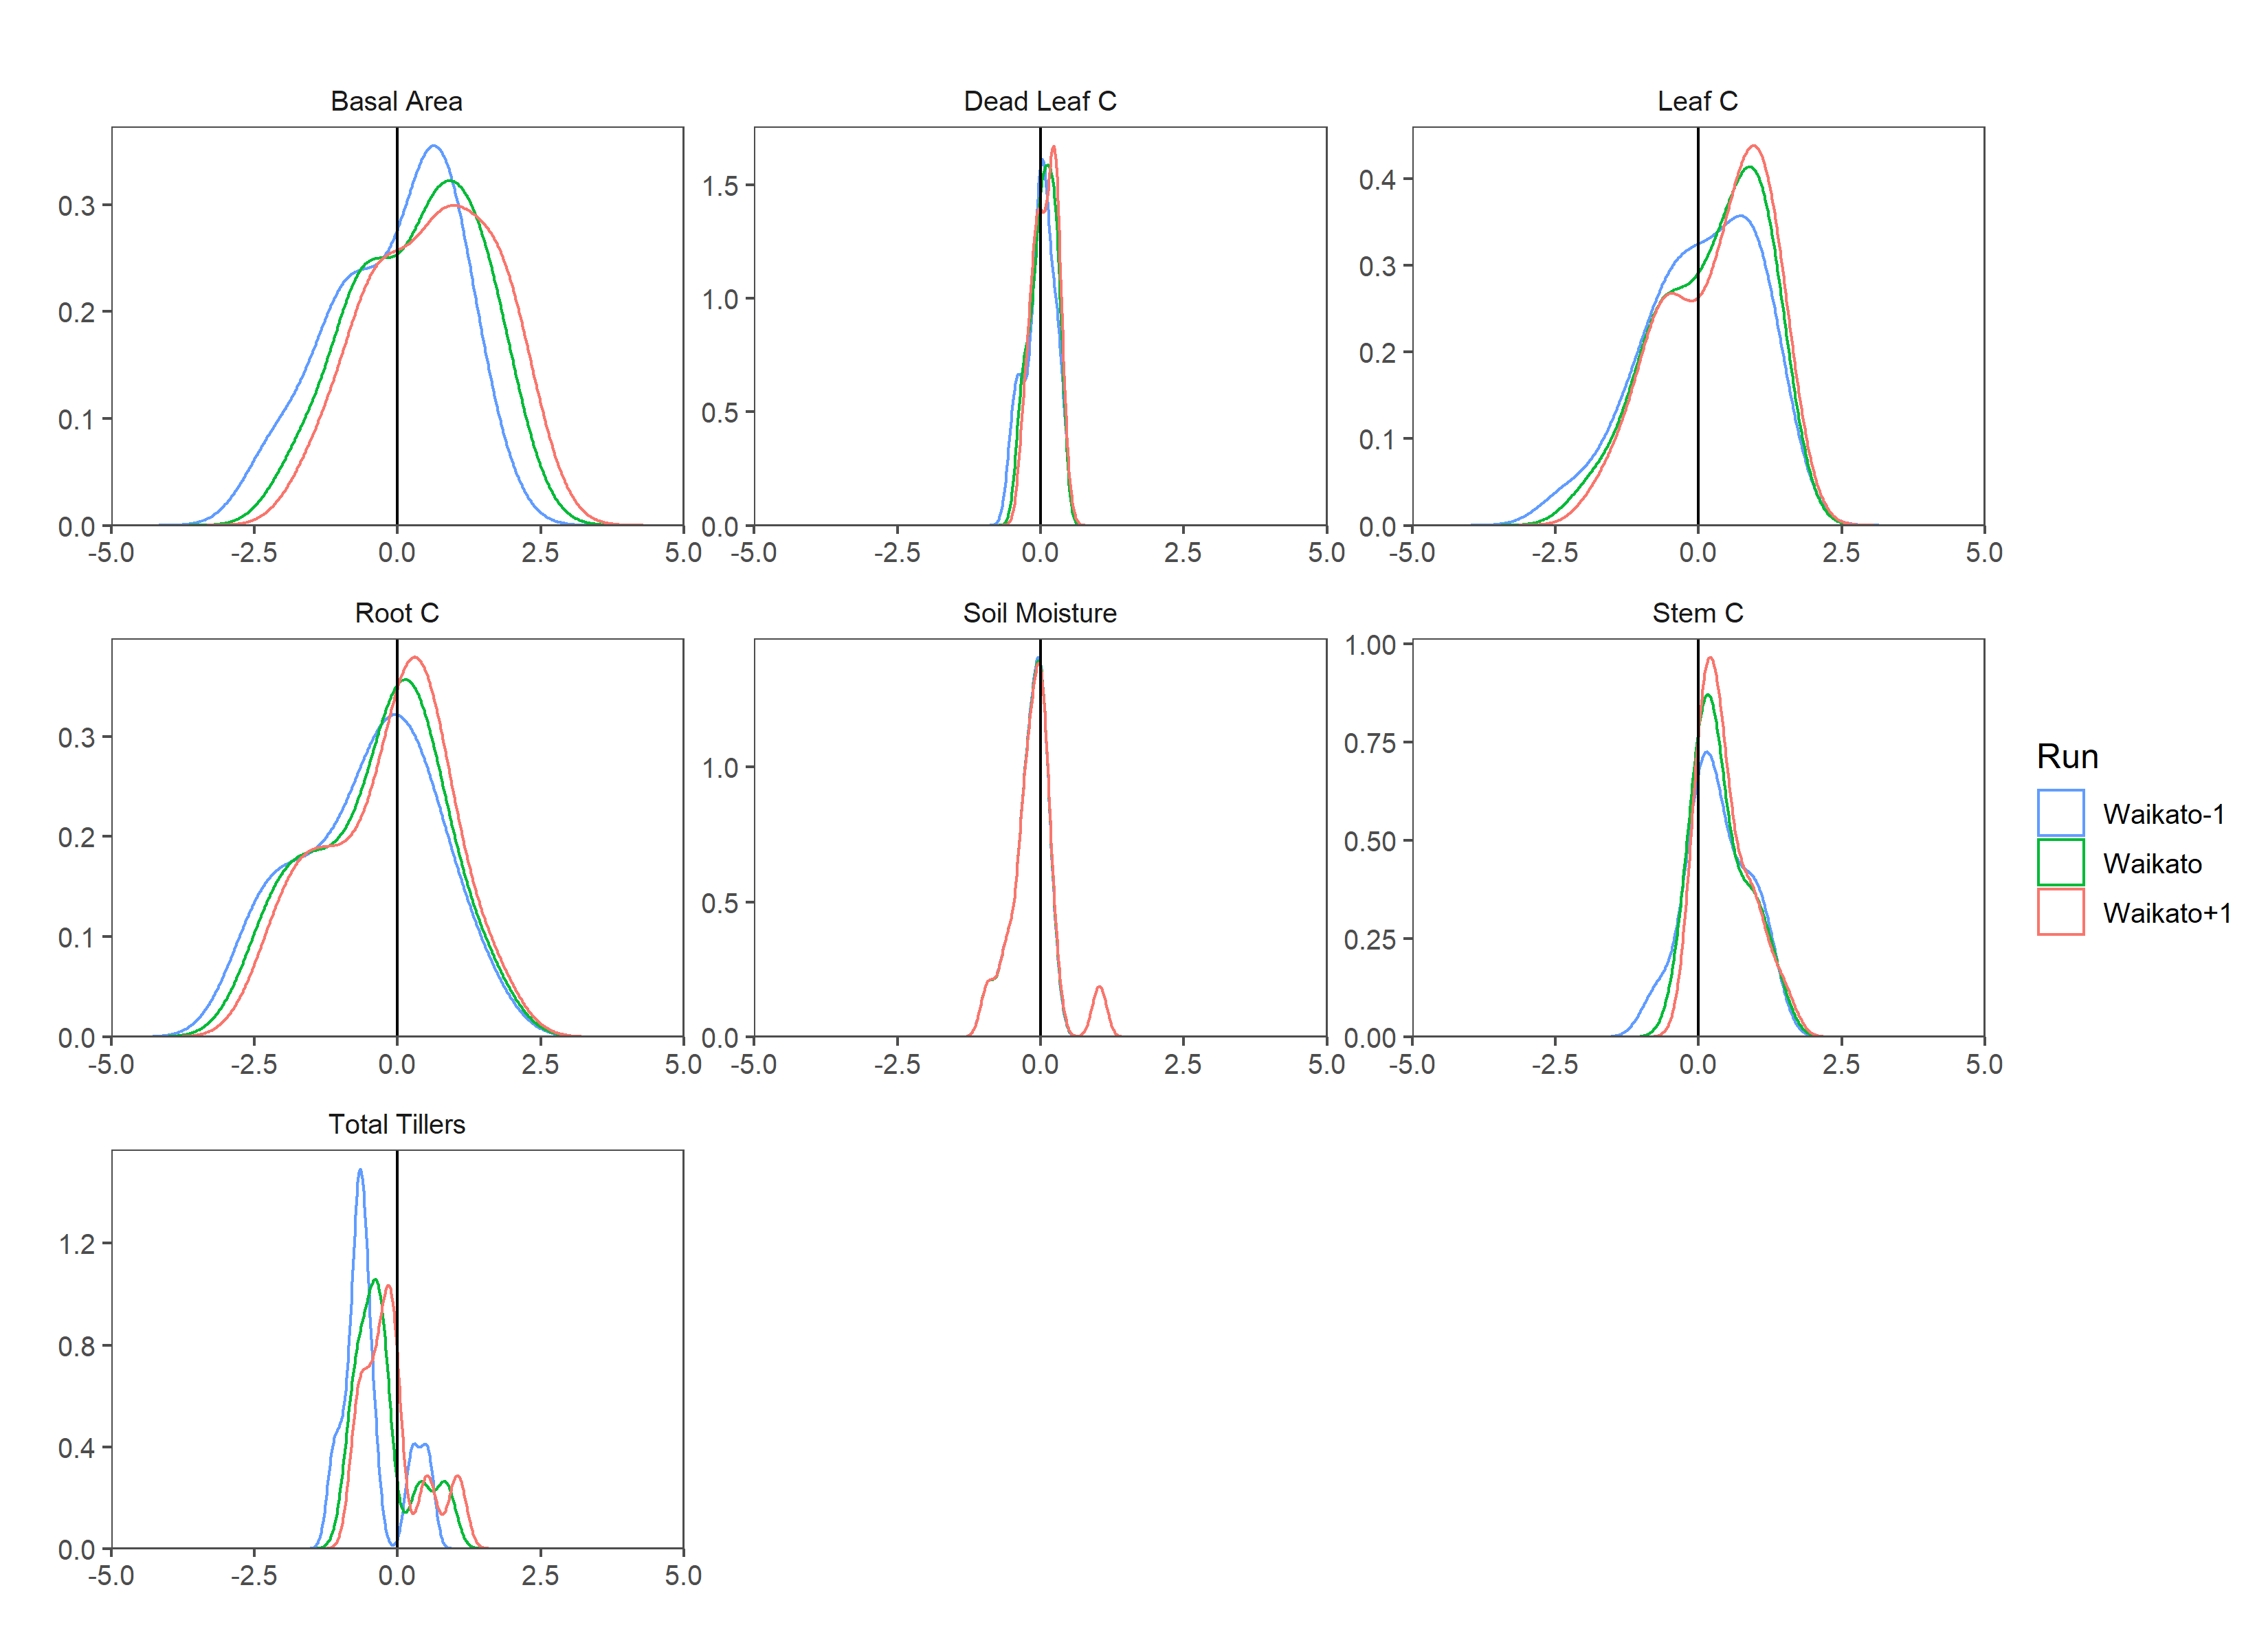 Basal Area
Dead Leaf C
Leaf C
0.3
0.2
0.1
0.0
-5.0 -2.5 0.0 2.5 5.0
1.5
1.0
0.5
0.0
-5.0 -2.5 0.0 2.5 5.0
0.4
0.3
0.2
0.1
0.0
-5.0 -2.5 0.0 2.5 5.0
Root C
Soil Moisture
Stem C
0.3
0.2
0.1
0.0
-5.0 -2.5 0.0 2.5 5.0
1.0
0.5
0.0
-5.0 -2.5 0.0 2.5 5.0
1.00
0.75
0.50
0.25
0.00
-5.0 -2.5 0.0 2.5 5.0
Run
Waikato-1
Waikato
Waikato+1
Total Tillers
1.2
0.8
0.4
0.0
-5.0 -2.5 0.0 2.5 5.0